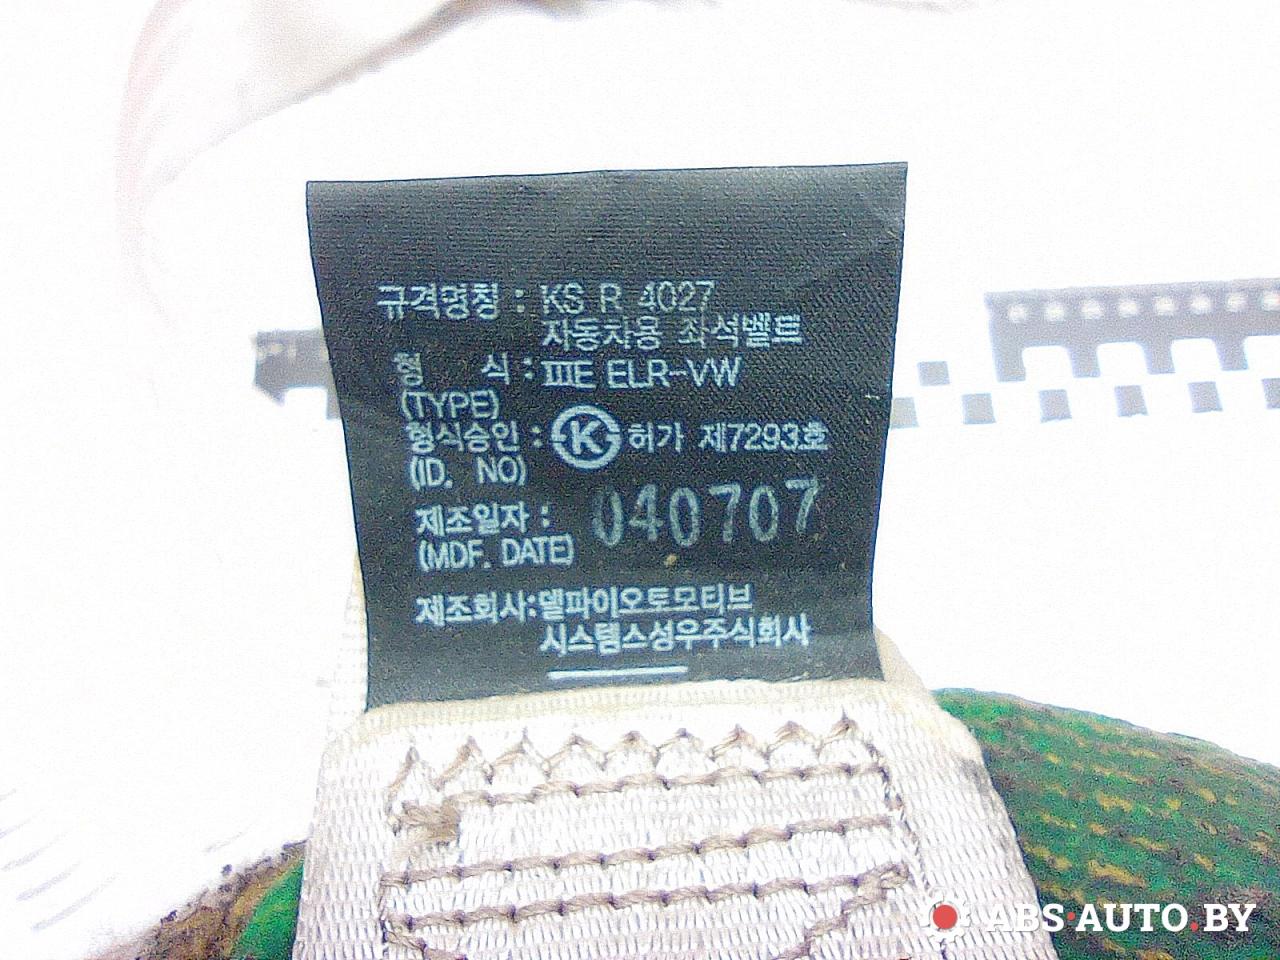 규격명칭 : KS R 4027
자동차용 좌석벨트
형 식 : ⅢE ELR-VW
(TYPE)
형식승인 : K 허가 제7293호
(ID. NO)
제조일자 : 040707
(MDF. DATE)
제조회사:델파이오토모티브
시스템스성우주식회사
ABS·AUTO.BY